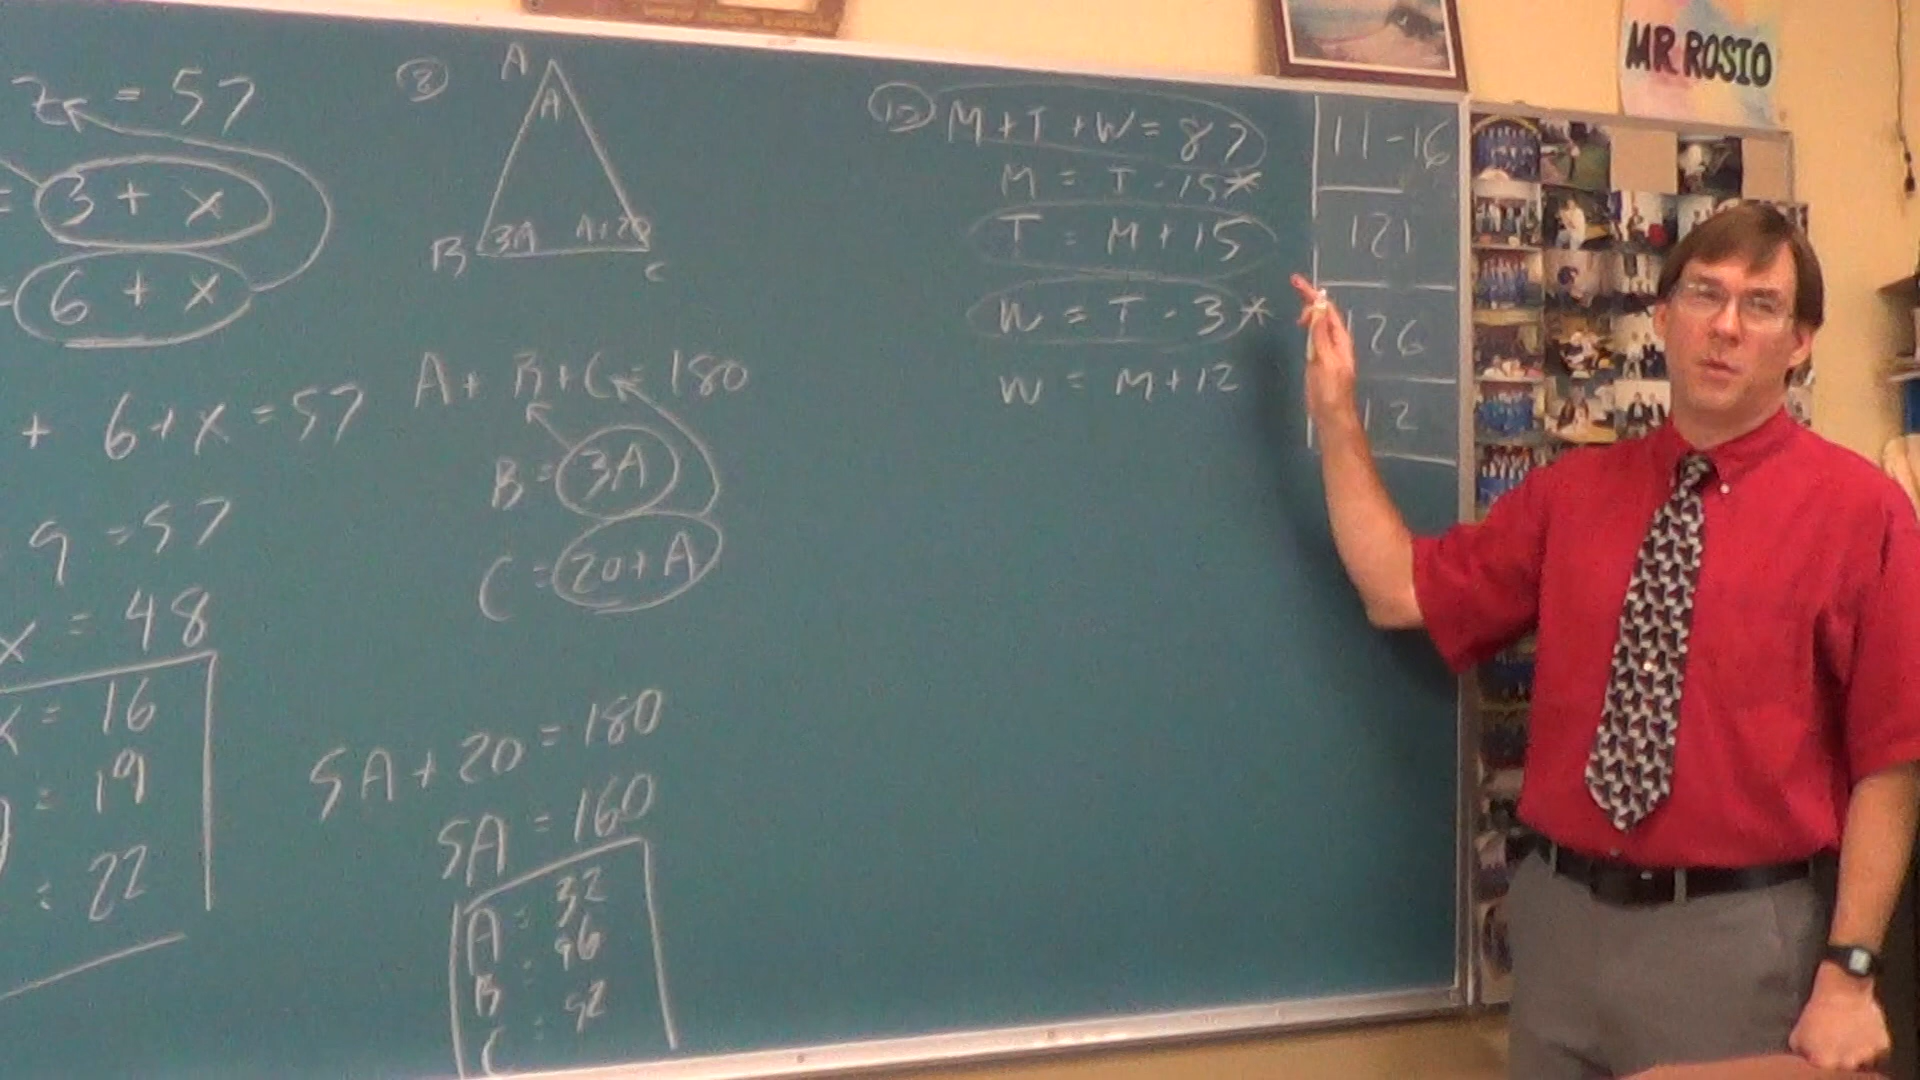 z = 57
= 3 + x
= 6 + x
+ 6 + x = 57
9 = 57
x = 48
x = 16
= 19
= 22
8
A
A
3A A+20
B C
A + B + C = 180
B = 3A
C = 20 + A
5A + 20 = 180
5A = 160
A = 32
B = 96
C = 52
M + T + W = 87
M = T - 15*
T = M + 15
W = T - 3*
W = M + 12
11-16
121
126
12
MR ROSIO